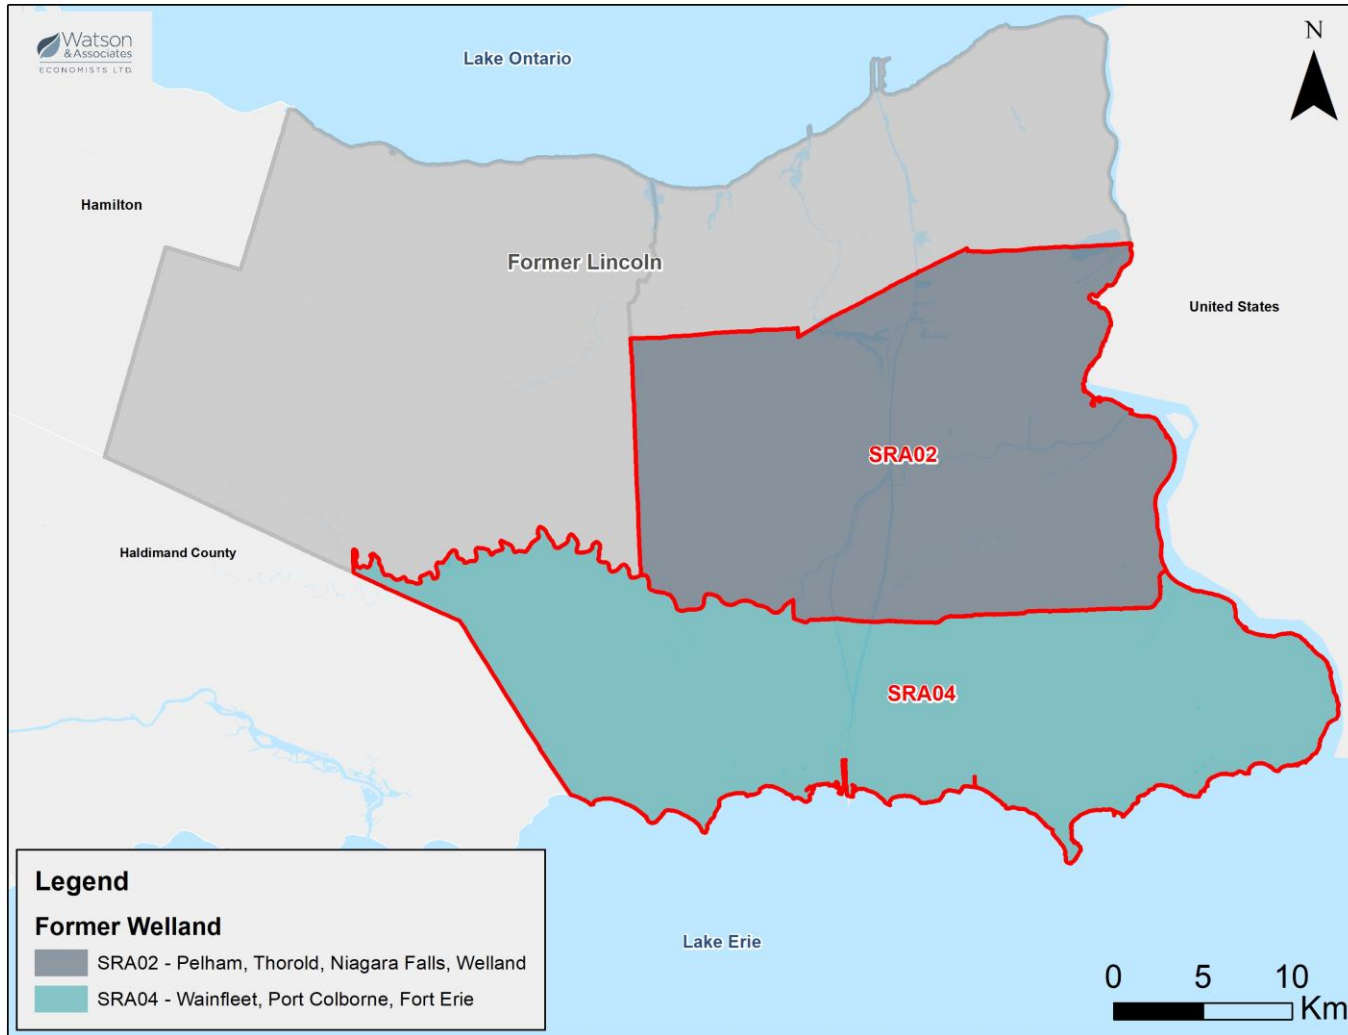 Watson
& Associates
ECONOMISTS LTD.
Lake Ontario
N
Hamilton
Former Lincoln
United States
SRA02
Haldimand County
SRA04
Legend
Former Welland
SRA02 - Pelham, Thorold, Niagara Falls, Welland
SRA04 - Wainfleet, Port Colborne, Fort Erie
Lake Erie
0 5 10
Km